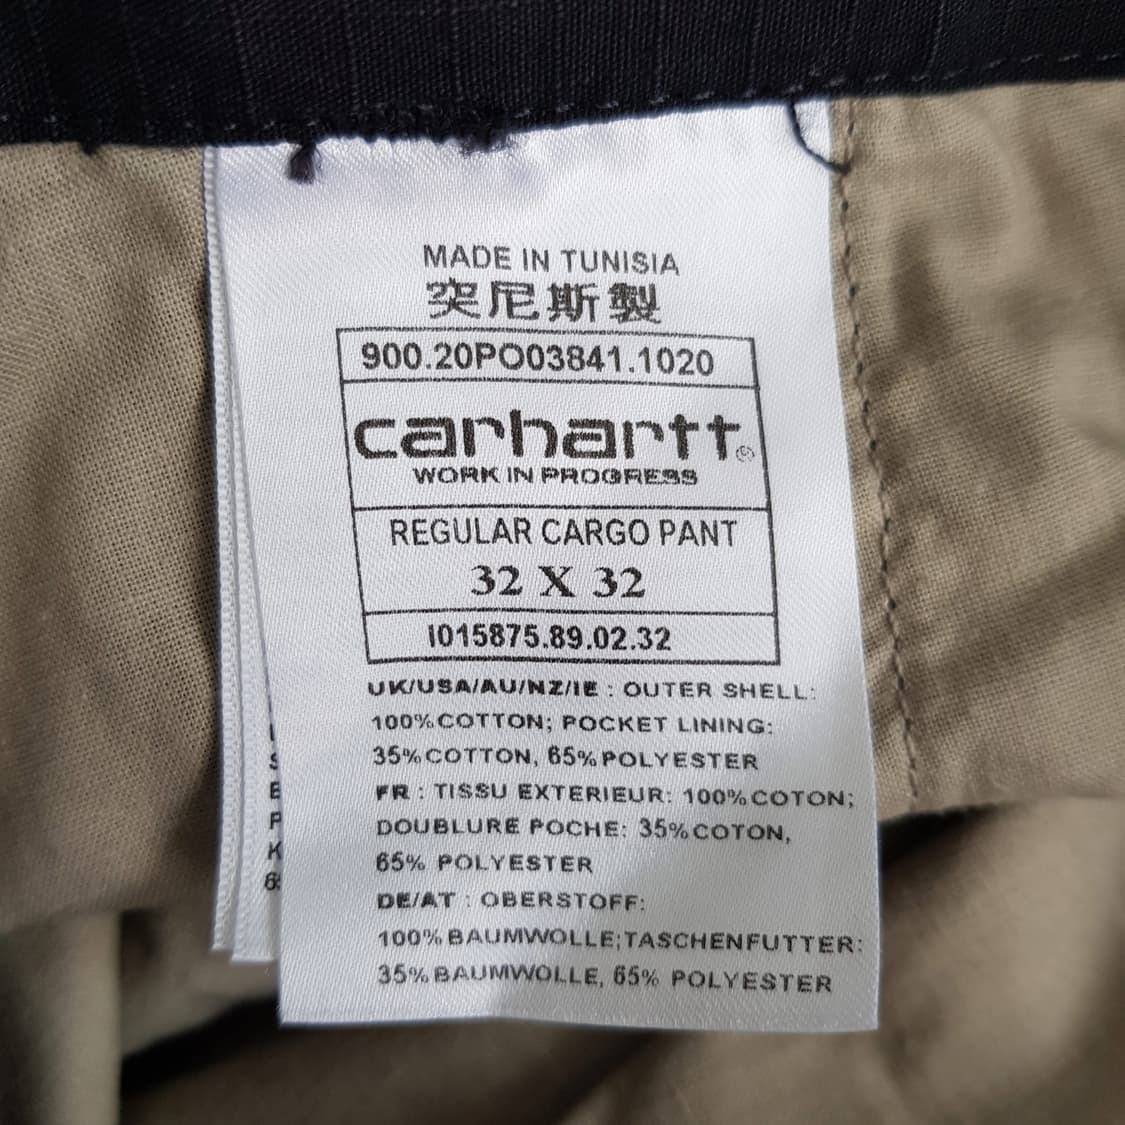 MADE IN TUNISIA
突尼斯製
900.20PO03841.1020
carhartt®
WORK IN PROGRESS
REGULAR CARGO PANT
32 X 32
I015875.89.02.32
UK/USA/AU/NZ/IE : OUTER SHELL:
100%COTTON; POCKET LINING:
35%COTTON, 65%POLYESTER
FR : TISSU EXTERIEUR: 100%COTON;
DOUBLURE POCHE: 35%COTON,
65% POLYESTER
DE/AT : OBERSTOFF:
100%BAUMWOLLE;TASCHENFUTTER:
35%BAUMWOLLE, 65% POLYESTER